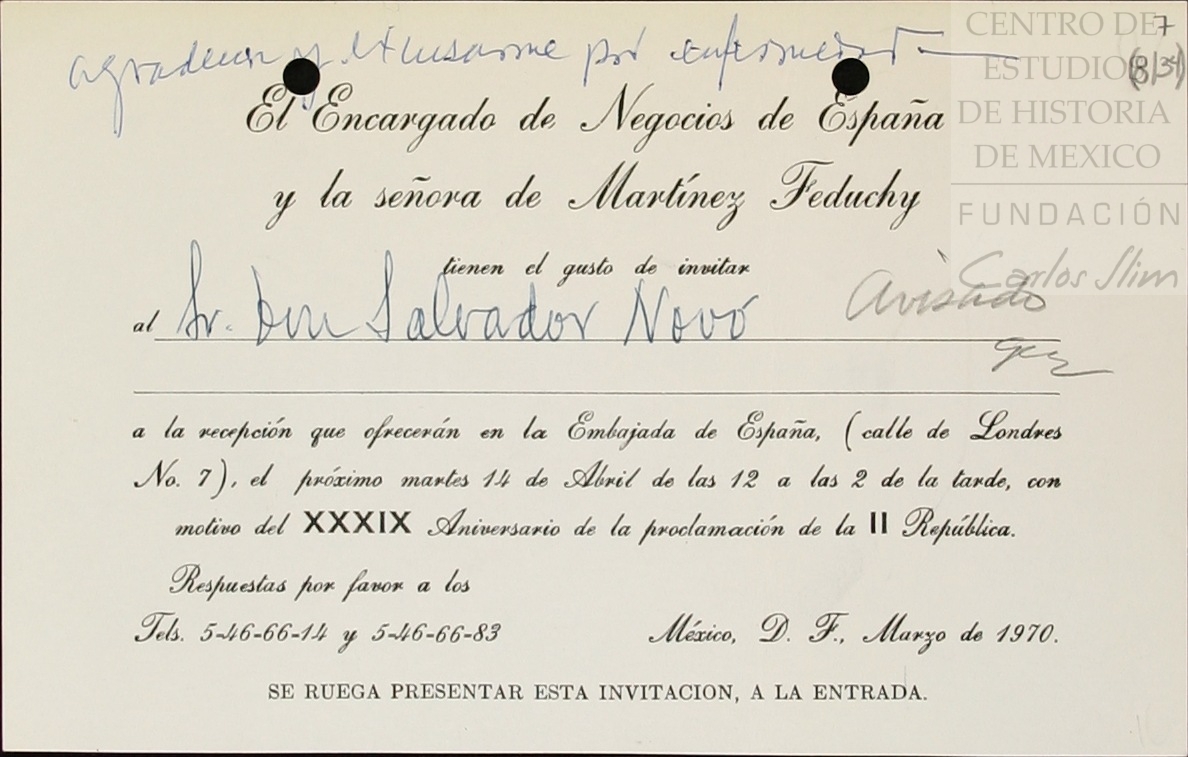 agradecer y excusarme por enfermedad
7
(8/34)
CENTRO DE
ESTUDIOS
DE HISTORIA
DE MEXICO
FUNDACIÓN
Carlos Slim
El Encargado de Negocios de España
y la señora de Martínez Feduchy
tienen el gusto de invitar
al Sr. Don Salvador Novó
Avisado
a la recepción que ofrecerán en la Embajada de España, (calle de Londres
No. 7), el próximo martes 14 de Abril de las 12 a las 2 de la tarde, con
motivo del XXXIX Aniversario de la proclamación de la II República.
Respuestas por favor a los
Tels. 5-46-66-14 y 5-46-66-83 México, D. F., Marzo de 1970.
SE RUEGA PRESENTAR ESTA INVITACION, A LA ENTRADA.